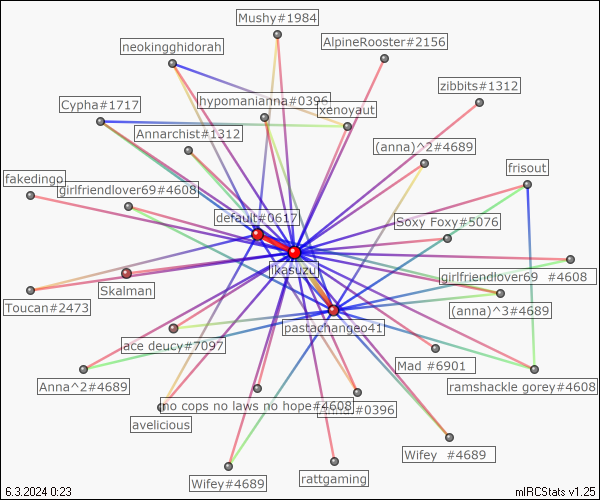 Mushy#1984
AlpineRooster#2156
neokingghidorah
zibbits#1312
hypomanianna#0396
Cypha#1717
xenoyaut
Annarchist#1312
(anna)^2#4689
frisout
fakedingo
girlfriendlover69#4608
default#0617
Soxy Foxy#5076
ikasuzu
girlfriendlover69 #4608
Skalman
Toucan#2473
(anna)^3#4689
pastachangeo41
ace deucy#7097
Mad #6901
Anna^2#4689
ramshackle gorey#4608
no cops no laws no hope#4608
#0396
avelicious
Wifey #4689
rattgaming
Wifey#4689
6.3.2024 0:23
mIRCStats v1.25